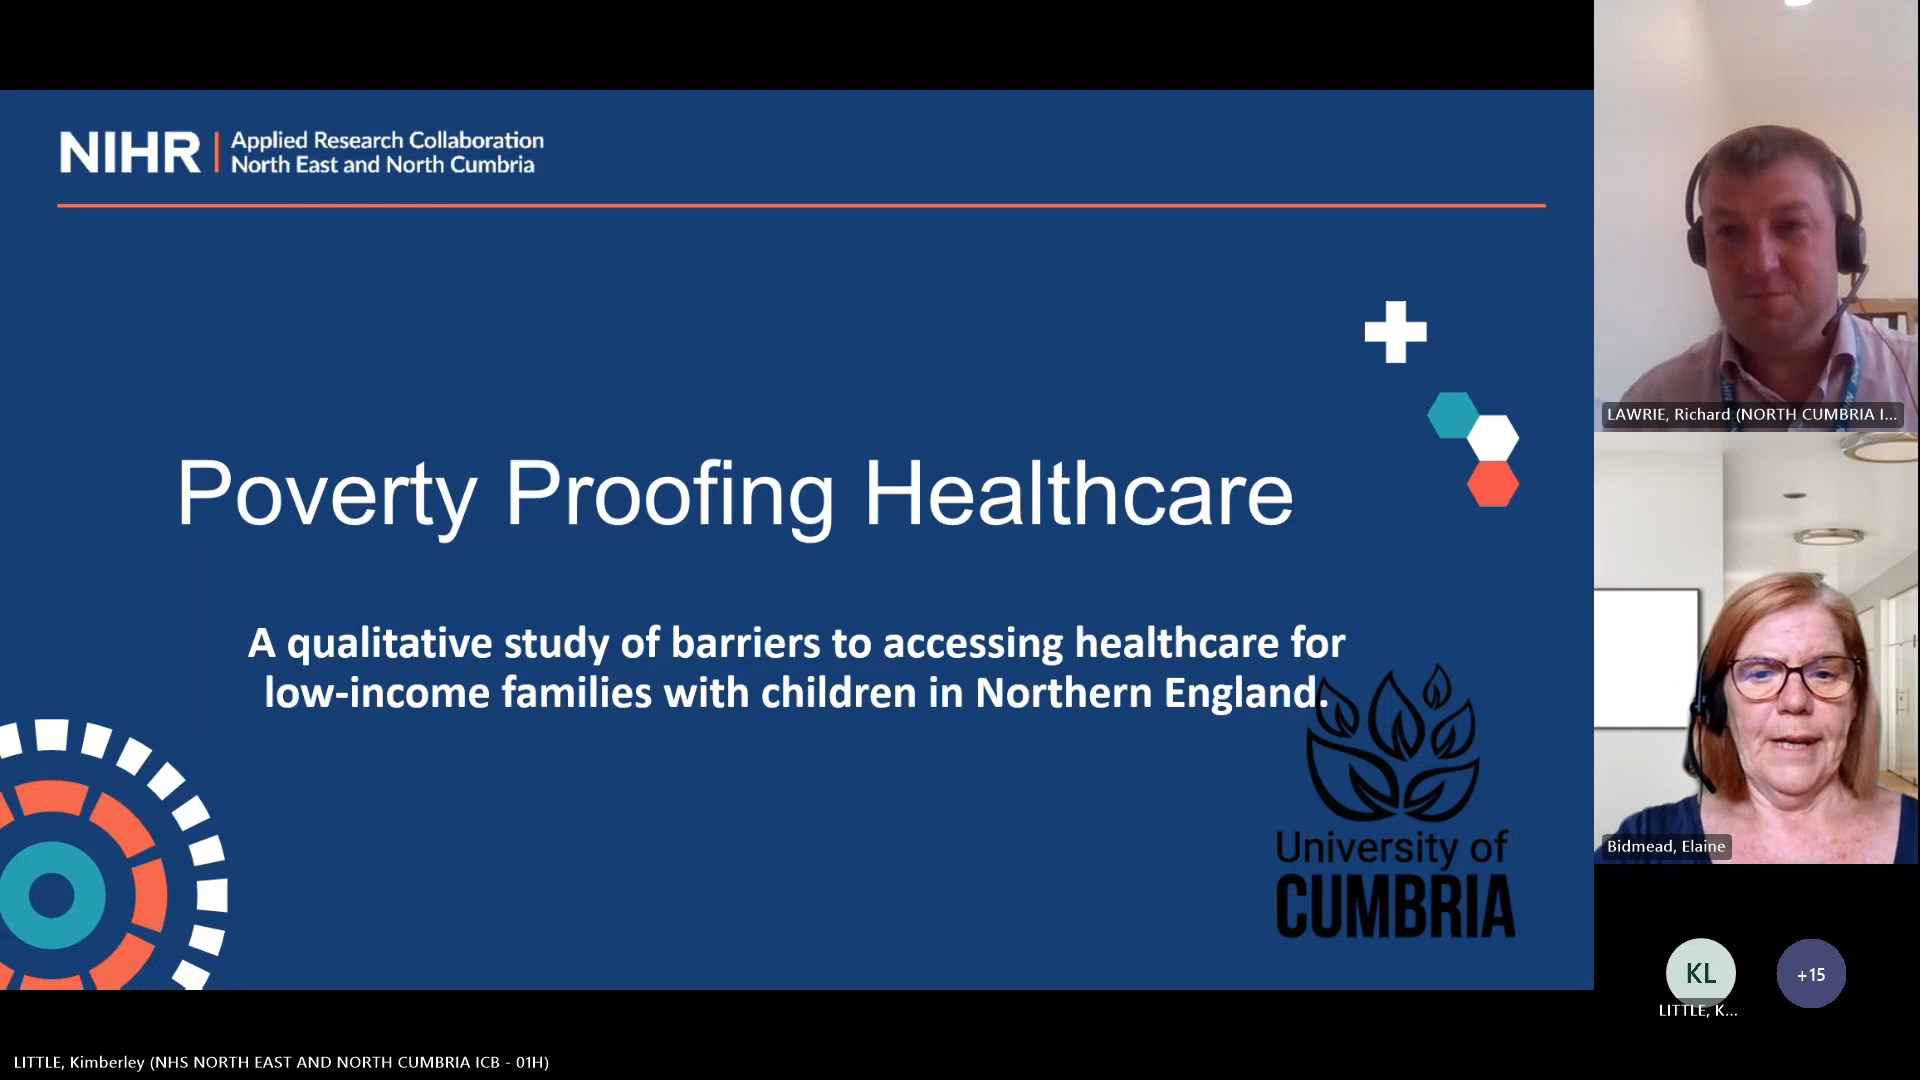 NIHR
Applied Research Collaboration
North East and North Cumbria
Poverty Proofing Healthcare
A qualitative study of barriers to accessing healthcare for
low-income families with children in Northern England.
University of
CUMBRIA
LAWRIE, Richard (NORTH CUMBRIA I...
Bidmead, Elaine
KL
+15
LITTLE, K...
LITTLE, Kimberley (NHS NORTH EAST AND NORTH CUMBRIA ICB - 01H)